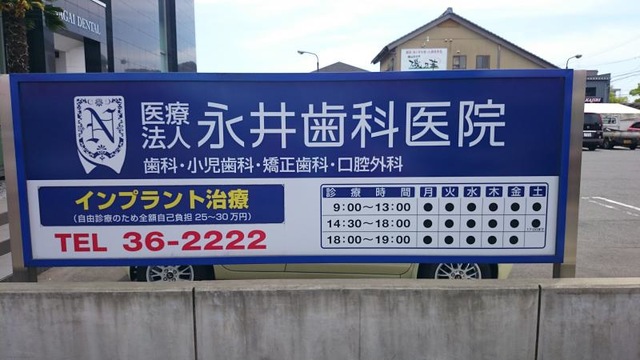 NAGAI DENTAL
N
医療法人 永井歯科医院
歯科・小児歯科・矯正歯科・口腔外科
インプラント治療
(自由診療のため全額自己負担 25〜30万円)
TEL 36-2222
診療時間 月 火 水 木 金 土
9:00〜13:00 ● ● ● ● ● ●
14:30〜18:00 ● ● ● ● ● ●
18:00〜19:00 ● ● ● ● ●